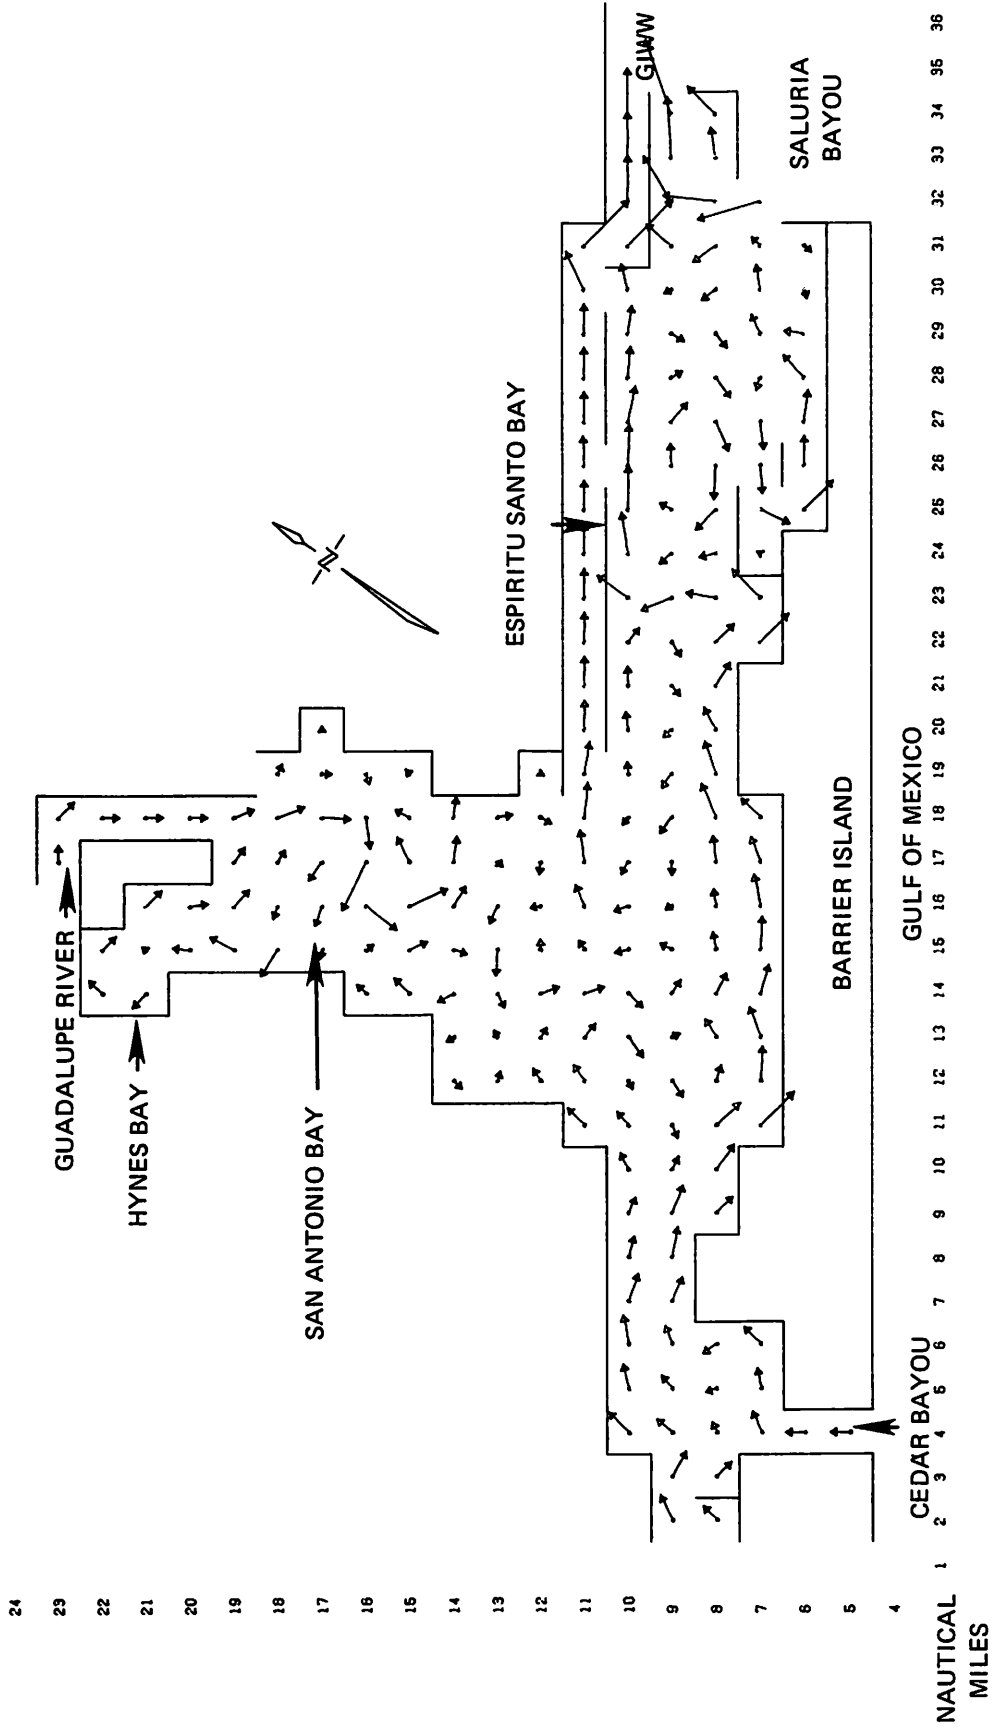 GUADALUPE RIVER
HYNES BAY
SAN ANTONIO BAY
ESPIRITU SANTO BAY
N
GIWW
SALURIA
BAYOU
BARRIER ISLAND
GULF OF MEXICO
CEDAR BAYOU
24
23
22
21
20
19
18
17
16
15
14
13
12
11
10
9
8
7
6
5
4
NAUTICAL
MILES
1 2 3 4 5 6 7 8 9 10 11 12 13 14 15 16 17 18 19 20 21 22 23 24 25 26 27 28 29 30 31 32 33 34 35 36